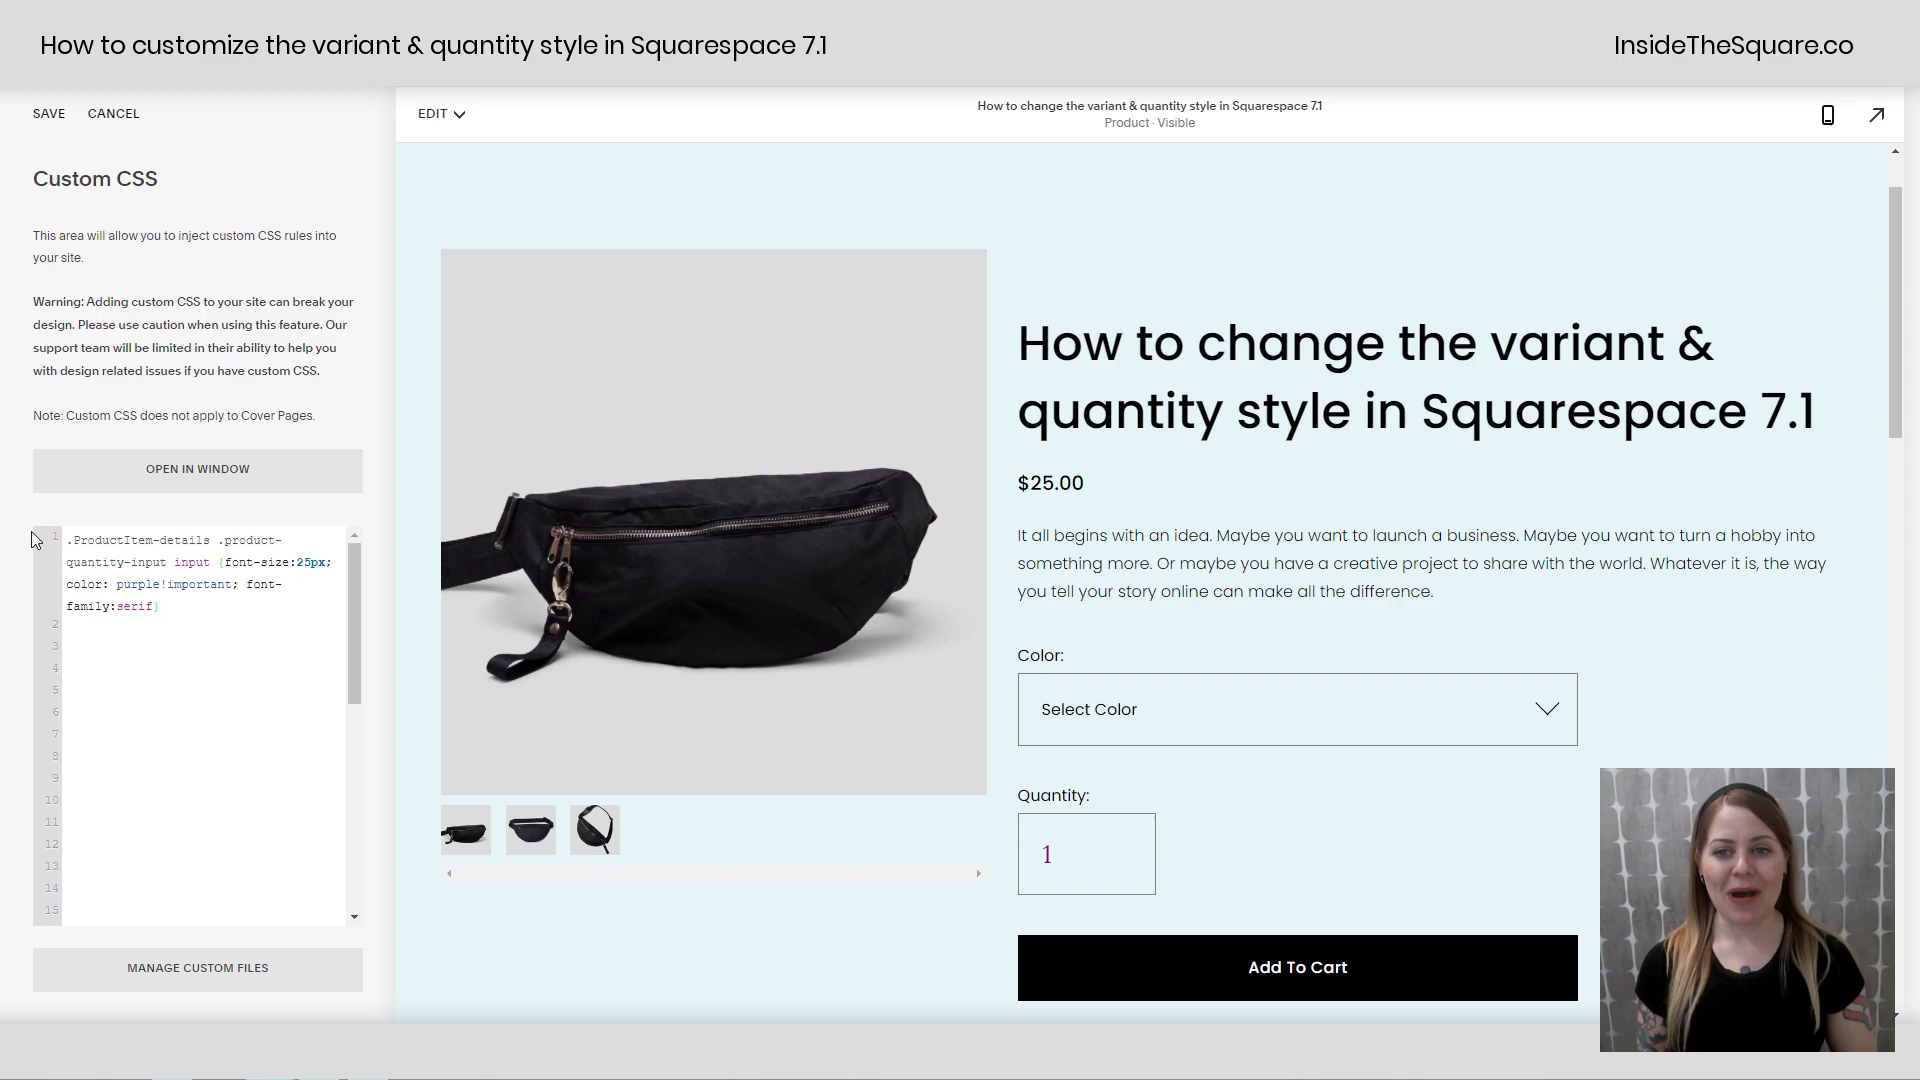 How to customize the variant & quantity style in Squarespace 7.1
InsideTheSquare.co
SAVE CANCEL
EDIT
How to change the variant & quantity style in Squarespace 7.1
Product · Visible
Custom CSS
This area will allow you to inject custom CSS rules into
your site.
Warning: Adding custom CSS to your site can break your
design. Please use caution when using this feature. Our
support team will be limited in their ability to help you
with design related issues if you have custom CSS.
Note: Custom CSS does not apply to Cover Pages.
OPEN IN WINDOW
1 .ProductItem-details .product-
quantity-input input {font-size:25px;
color: purple!important; font-
family:serif}
2
3
4
5
6
7
8
9
10
11
12
13
14
15
MANAGE CUSTOM FILES
How to change the variant &
quantity style in Squarespace 7.1
$25.00
It all begins with an idea. Maybe you want to launch a business. Maybe you want to turn a hobby into
something more. Or maybe you have a creative project to share with the world. Whatever it is, the way
you tell your story online can make all the difference.
Color:
Select Color
Quantity:
1
Add To Cart